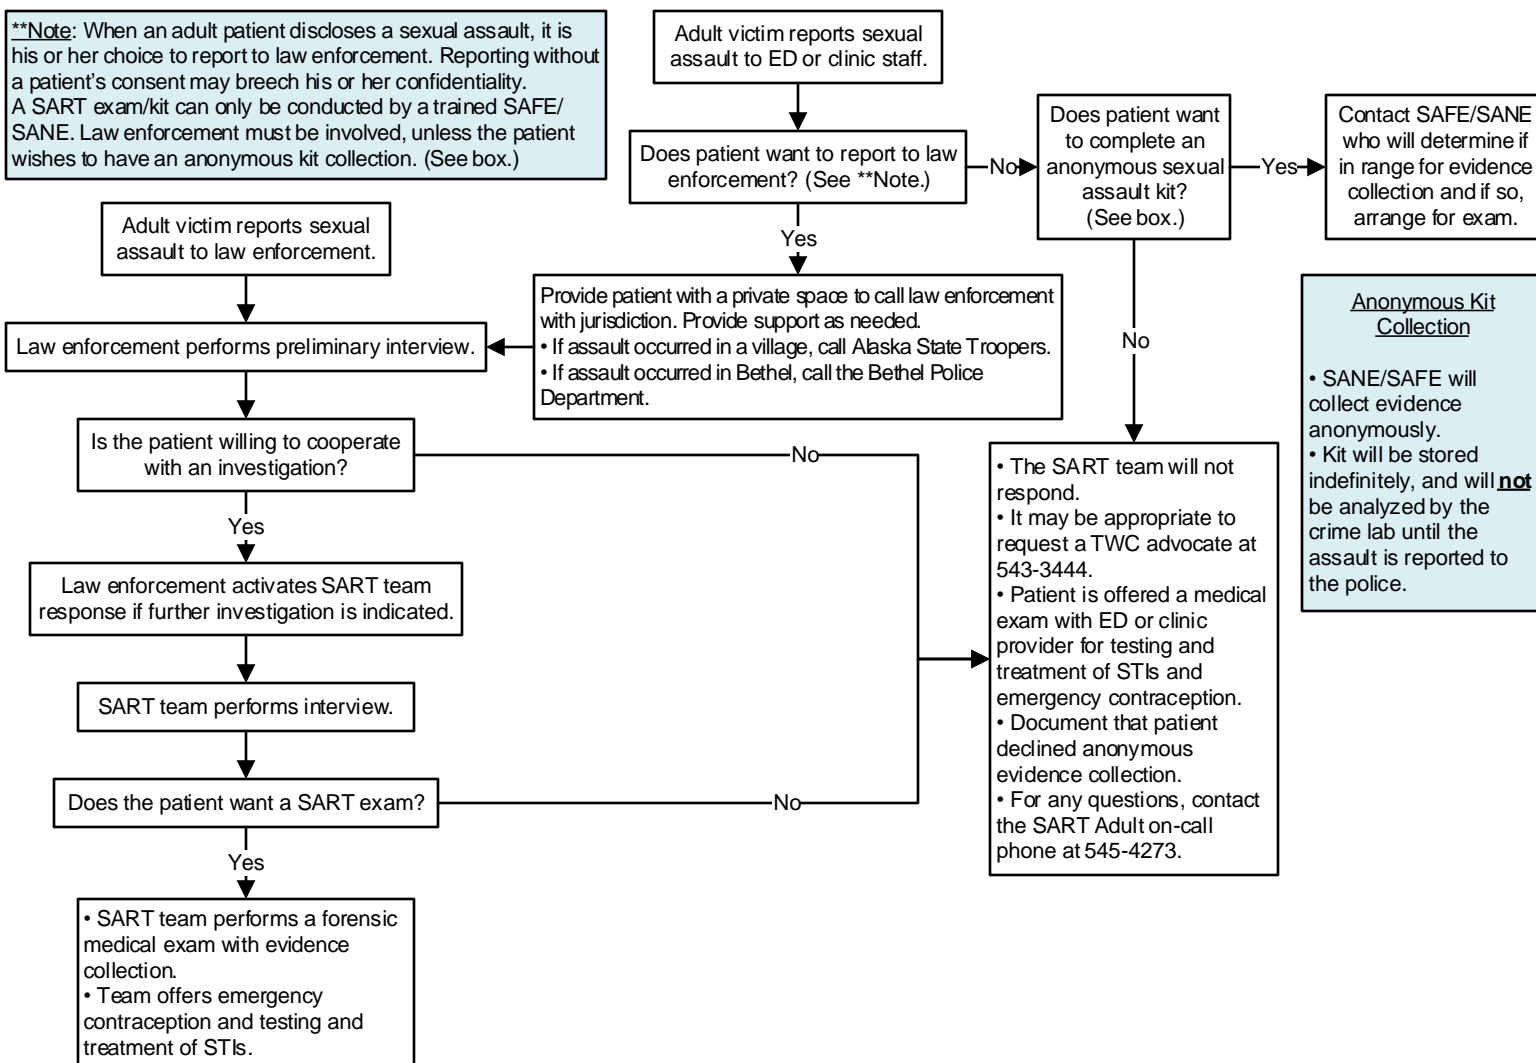 **Note: When an adult patient discloses a sexual assault, it is
his or her choice to report to law enforcement. Reporting without
a patient's consent may breech his or her confidentiality.
A SART exam/kit can only be conducted by a trained SAFE/
SANE. Law enforcement must be involved, unless the patient
wishes to have an anonymous kit collection. (See box.)
Adult victim reports sexual
assault to ED or clinic staff.
Does patient want to report to law
enforcement? (See **Note.)
No
Does patient want
to complete an
anonymous sexual
assault kit?
(See box.)
Yes
Contact SAFE/SANE
who will determine if
in range for evidence
collection and if so,
arrange for exam.
Yes
No
Adult victim reports sexual
assault to law enforcement.
Provide patient with a private space to call law enforcement
with jurisdiction. Provide support as needed.
• If assault occurred in a village, call Alaska State Troopers.
• If assault occurred in Bethel, call the Bethel Police
Department.
Law enforcement performs preliminary interview.
Anonymous Kit
Collection
• SANE/SAFE will
collect evidence
anonymously.
• Kit will be stored
indefinitely, and will not
be analyzed by the
crime lab until the
assault is reported to
the police.
Is the patient willing to cooperate
with an investigation?
No
Yes
• The SART team will not
respond.
• It may be appropriate to
request a TWC advocate at
543-3444.
• Patient is offered a medical
exam with ED or clinic
provider for testing and
treatment of STIs and
emergency contraception.
• Document that patient
declined anonymous
evidence collection.
• For any questions, contact
the SART Adult on-call
phone at 545-4273.
Law enforcement activates SART team
response if further investigation is indicated.
SART team performs interview.
Does the patient want a SART exam?
No
Yes
• SART team performs a forensic
medical exam with evidence
collection.
• Team offers emergency
contraception and testing and
treatment of STIs.